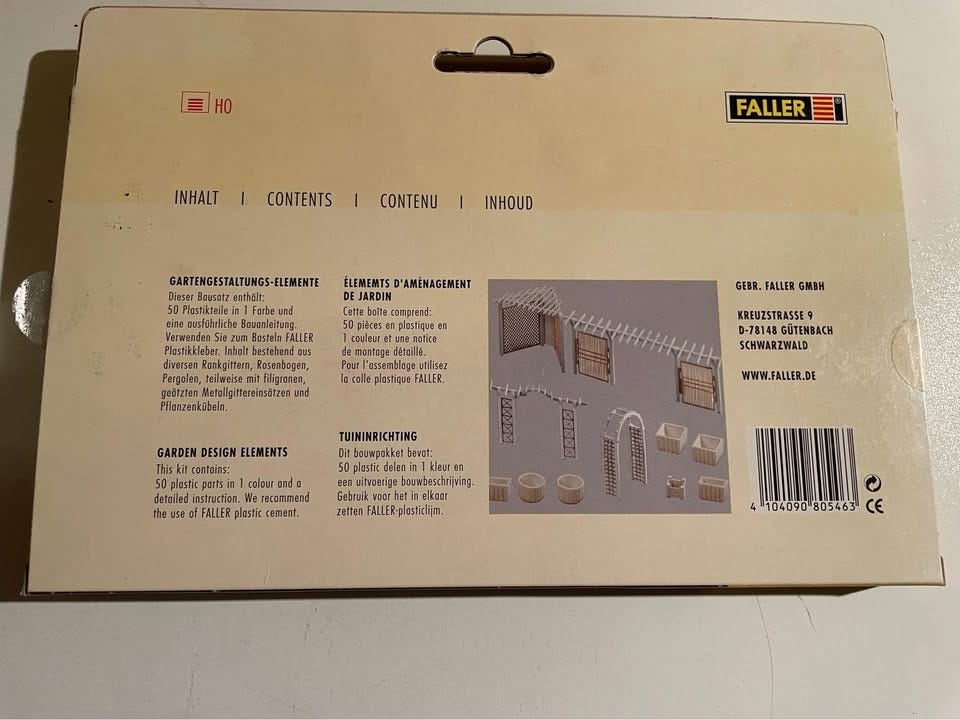 HO
FALLER
INHALT I CONTENTS I CONTENU I INHOUD
GARTENGESTALTUNGS-ELEMENTE
Dieser Bausatz enthält:
50 Plastikteile in 1 Farbe und
eine ausführliche Bauanleitung.
Verwenden Sie zum Basteln FALLER
Plastikkleber. Inhalt bestehend aus
diversen Rankgittern, Rosenbogen,
Pergolen, teilweise mit filigranen,
geätzten Metallgittereinsätzen und
Pflanzenkübeln.
GARDEN DESIGN ELEMENTS
This kit contains:
50 plastic parts in 1 colour and a
detailed instruction. We recommend
the use of FALLER plastic cement.
ÉLEMEMTS D'AMÉNAGEMENT
DE JARDIN
Cette boîte comprend:
50 pièces en plastique en
1 couleur et une notice
de montage détaillé.
Pour l'assemblage utilisez
la colle plastique FALLER.
TUININRICHTING
Dit bouwpakket bevat:
50 plastic delen in 1 kleur en
een uitvoerige bouwbeschrijving.
Gebruik voor het in elkaar
zetten FALLER-plasticlijm.
GEBR. FALLER GMBH
KREUZSTRASSE 9
D-78148 GÜTENBACH
SCHWARZWALD
WWW.FALLER.DE
4 104090 805463
CE